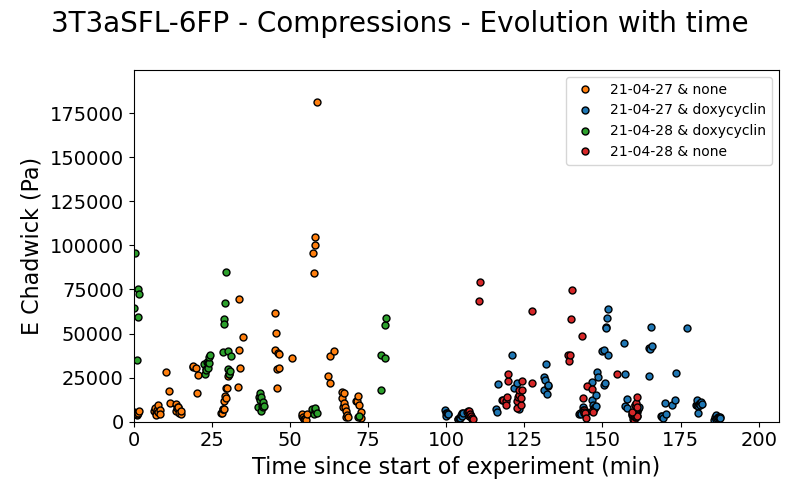 3T3aSFL-6FP - Compressions - Evolution with time
21-04-27 & none
21-04-27 & doxycyclin
21-04-28 & doxycyclin
21-04-28 & none
E Chadwick (Pa)
175000
150000
125000
100000
75000
50000
25000
0
0 25 50 75 100 125 150 175 200
Time since start of experiment (min)